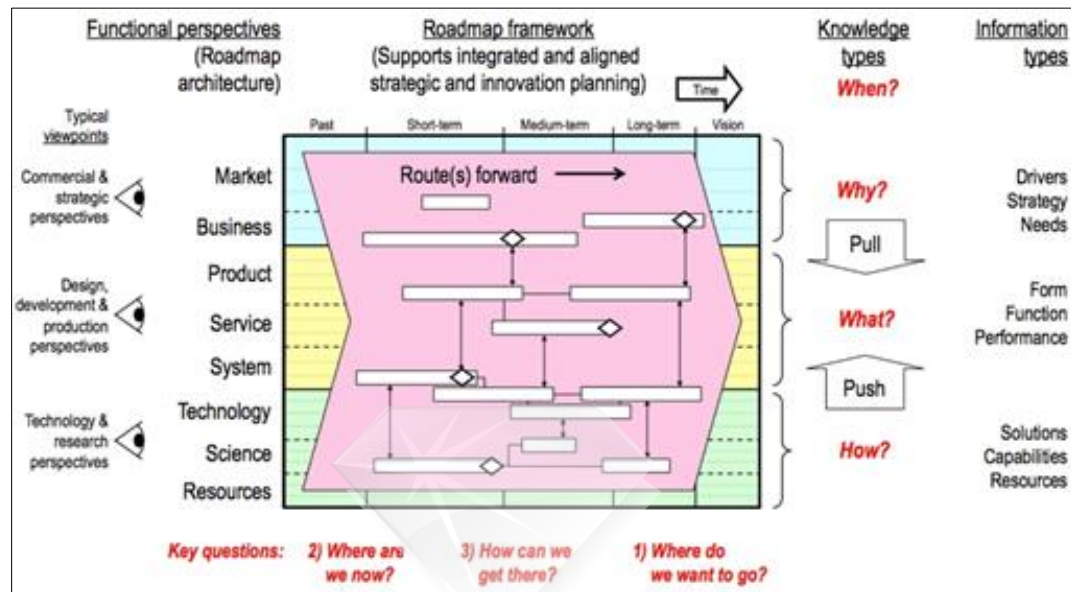 Functional perspectives
(Roadmap
architecture)
Roadmap framework
(Supports integrated and aligned
strategic and innovation planning)
Time
Knowledge
types
When?
Information
types
Typical
viewpoints
Past
Short-term
Medium-term
Long-term
Vision
Commercial &
strategic
perspectives
Market
Business
Route(s) forward
Why?
Drivers
Strategy
Needs
Pull
Design,
development &
production
perspectives
Product
Service
System
What?
Form
Function
Performance
Push
Technology &
research
perspectives
Technology
Science
Resources
How?
Solutions
Capabilities
Resources
Key questions:
2) Where are
we now?
3) How can we
get there?
1) Where do
we want to go?